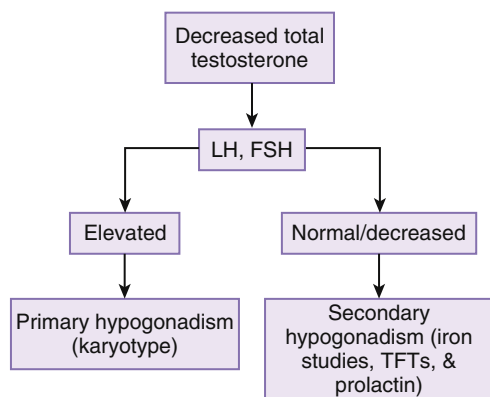 Decreased total
testosterone
LH, FSH
Elevated
Normal/decreased
Primary hypogonadism
(karyotype)
Secondary
hypogonadism (iron
studies, TFTs, &
prolactin)